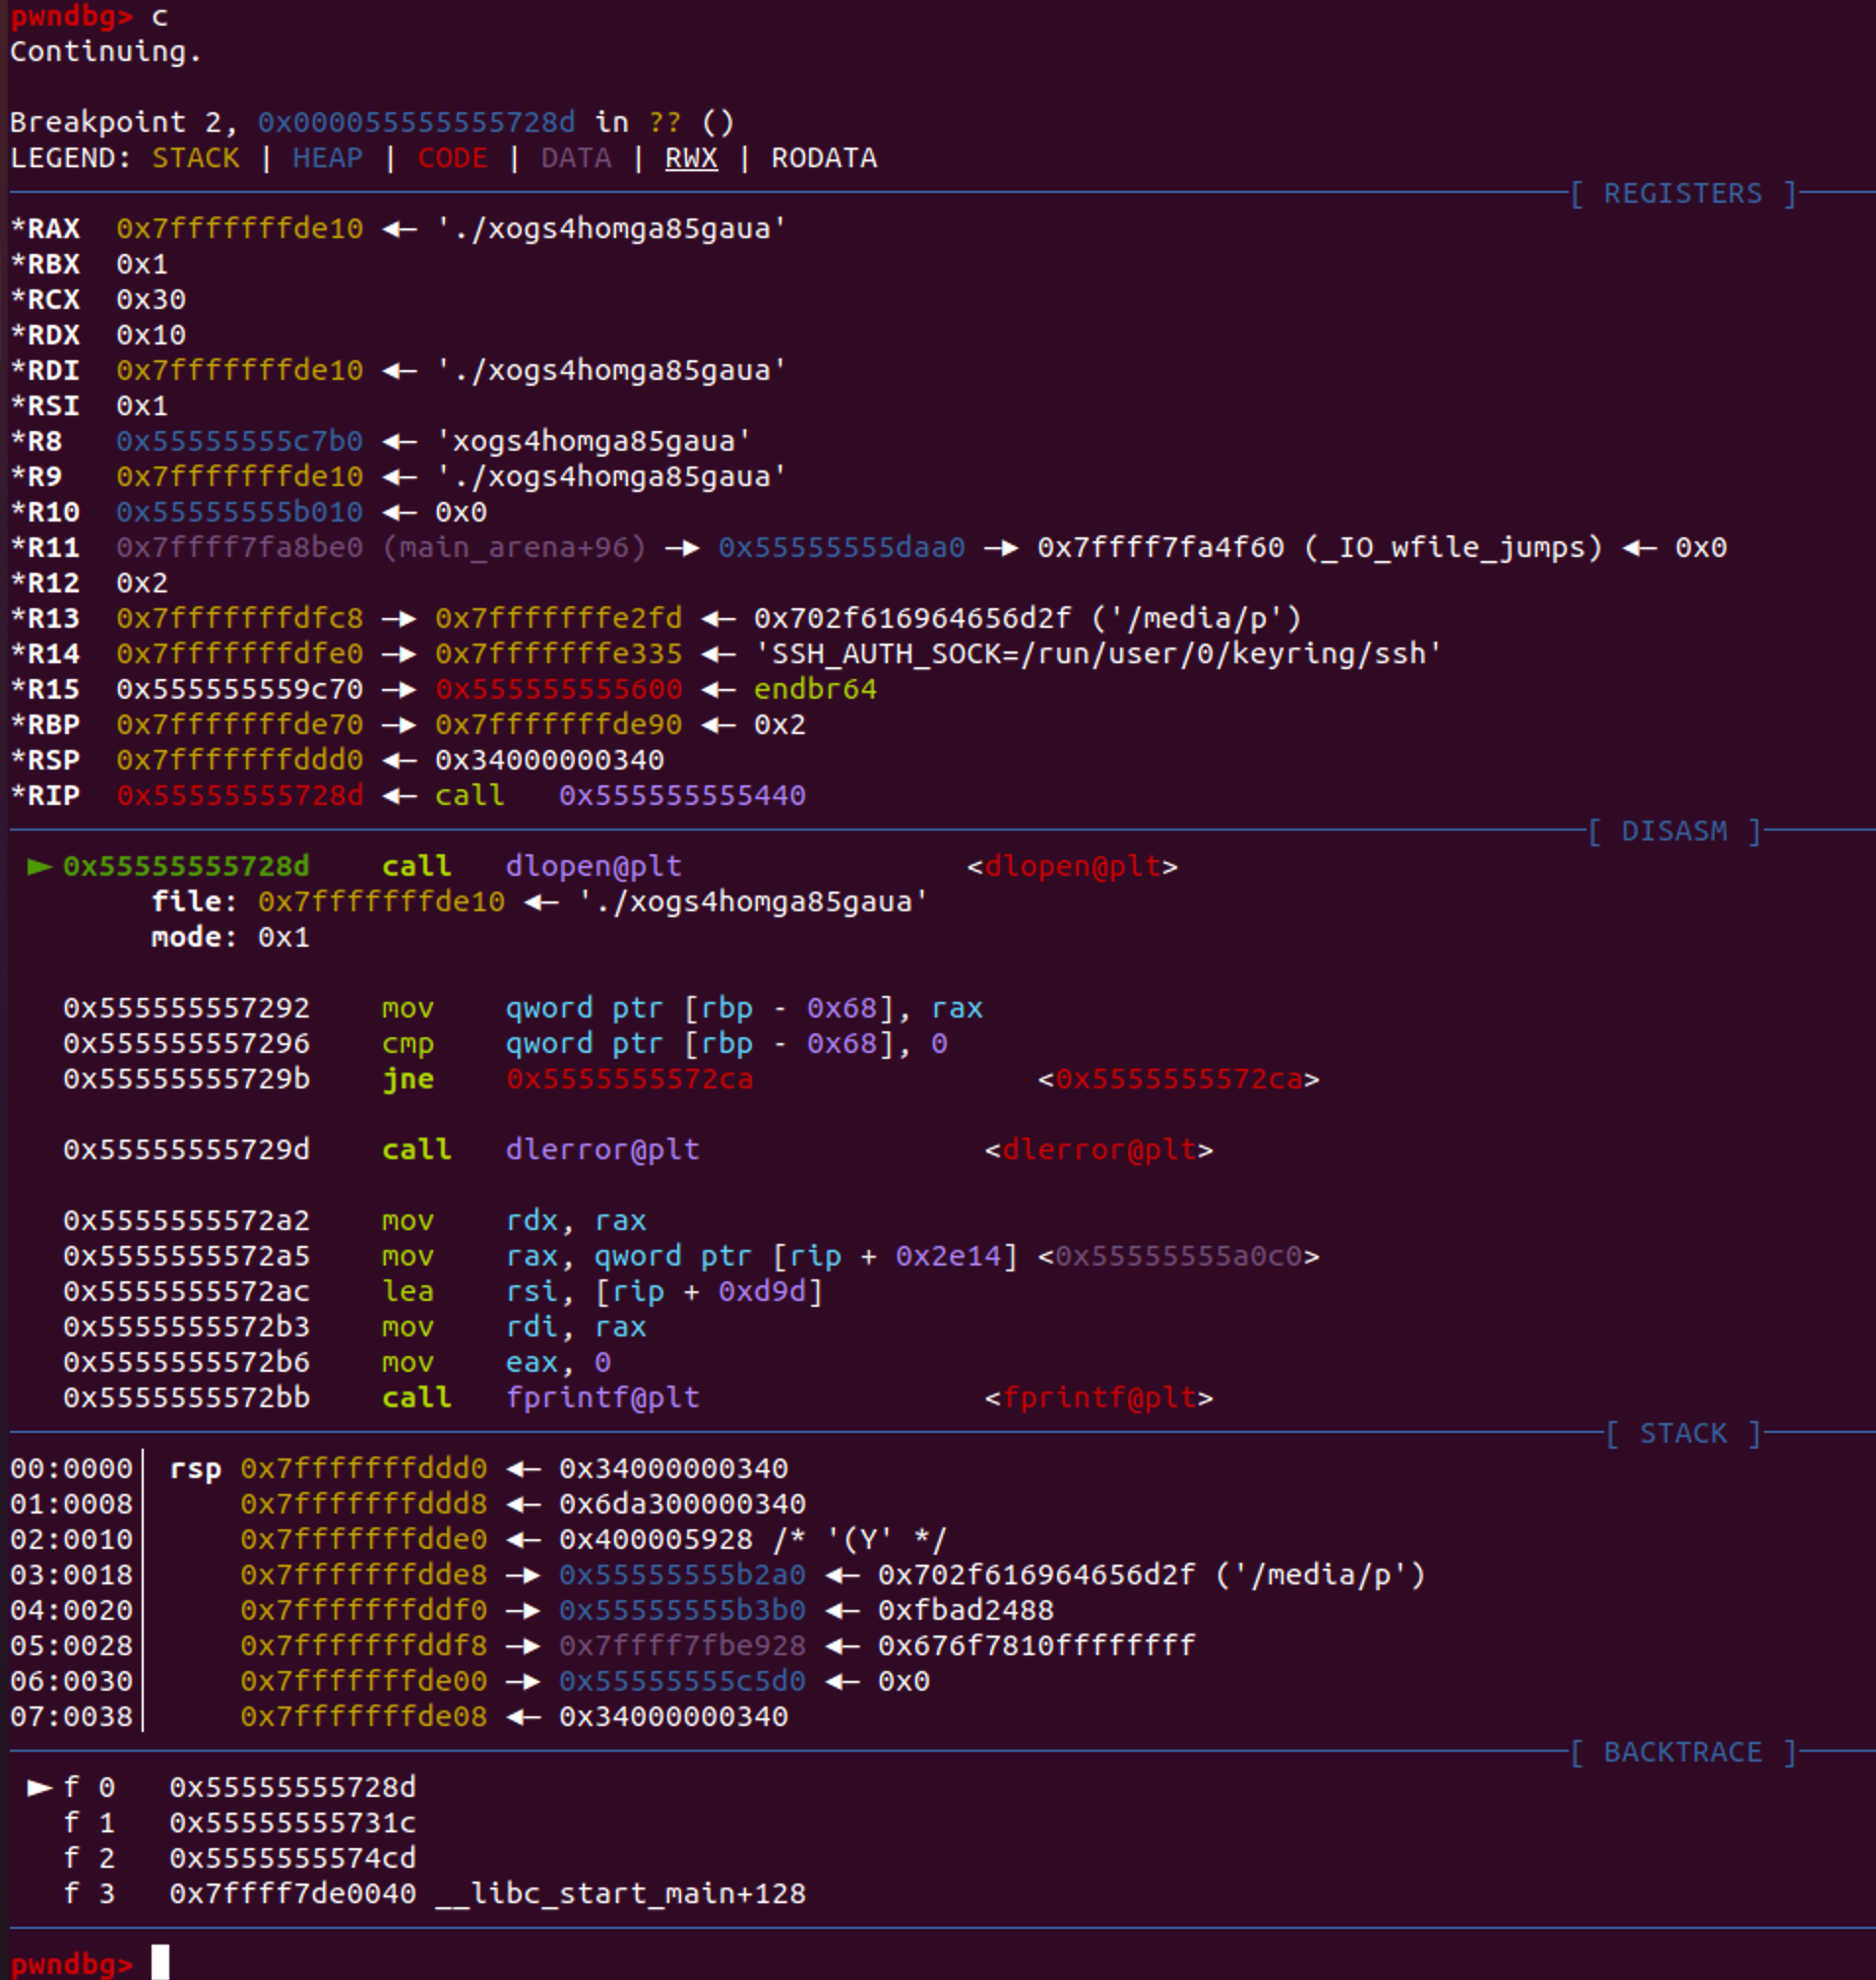 pwndbg> c
Continuing.
Breakpoint 2, 0x000055555555728d in ?? ()
LEGEND: STACK | HEAP | CODE | DATA | RWX | RODATA
[ REGISTERS ]
*RAX  0x7fffffffde10 ◂— './xogs4homga85gaua'
*RBX  0x1
*RCX  0x30
*RDX  0x10
*RDI  0x7fffffffde10 ◂— './xogs4homga85gaua'
*RSI  0x1
*R8   0x55555555c7b0 ◂— 'xogs4homga85gaua'
*R9   0x7fffffffde10 ◂— './xogs4homga85gaua'
*R10  0x55555555b010 ◂— 0x0
*R11  0x7ffff7fa8be0 (main_arena+96) —▸ 0x55555555daa0 —▸ 0x7ffff7fa4f60 (_IO_wfile_jumps) ◂— 0x0
*R12  0x2
*R13  0x7fffffffdfc8 —▸ 0x7fffffffe2fd ◂— 0x702f616964656d2f ('/media/p')
*R14  0x7fffffffdfe0 —▸ 0x7fffffffe335 ◂— 'SSH_AUTH_SOCK=/run/user/0/keyring/ssh'
*R15  0x555555559c70 —▸ 0x555555555600 ◂— endbr64
*RBP  0x7fffffffde70 —▸ 0x7fffffffde90 ◂— 0x2
*RSP  0x7fffffffddd0 ◂— 0x34000000340
*RIP  0x55555555728d ◂— call   0x555555555440
[ DISASM ]
► 0x55555555728d    call   dlopen@plt                <dlopen@plt>
file: 0x7fffffffde10 ◂— './xogs4homga85gaua'
mode: 0x1
0x555555557292    mov    qword ptr [rbp - 0x68], rax
0x555555557296    cmp    qword ptr [rbp - 0x68], 0
0x55555555729b    jne    0x5555555572ca                <0x5555555572ca>
0x55555555729d    call   dlerror@plt                <dlerror@plt>
0x5555555572a2    mov    rdx, rax
0x5555555572a5    mov    rax, qword ptr [rip + 0x2e14] <0x55555555a0c0>
0x5555555572ac    lea    rsi, [rip + 0xd9d]
0x5555555572b3    mov    rdi, rax
0x5555555572b6    mov    eax, 0
0x5555555572bb    call   fprintf@plt                <fprintf@plt>
[ STACK ]
00:0000│ rsp 0x7fffffffddd0 ◂— 0x34000000340
01:0008│     0x7fffffffddd8 ◂— 0x6da300000340
02:0010│     0x7fffffffdde0 ◂— 0x400005928 /* '(Y' */
03:0018│     0x7fffffffdde8 —▸ 0x55555555b2a0 ◂— 0x702f616964656d2f ('/media/p')
04:0020│     0x7fffffffddf0 —▸ 0x55555555b3b0 ◂— 0xfbad2488
05:0028│     0x7fffffffddf8 —▸ 0x7ffff7fbe928 ◂— 0x676f7810ffffffff
06:0030│     0x7fffffffde00 —▸ 0x55555555c5d0 ◂— 0x0
07:0038│     0x7fffffffde08 ◂— 0x34000000340
[ BACKTRACE ]
► f 0   0x55555555728d
f 1   0x55555555731c
f 2   0x5555555574cd
f 3   0x7ffff7de0040 __libc_start_main+128
pwndbg>